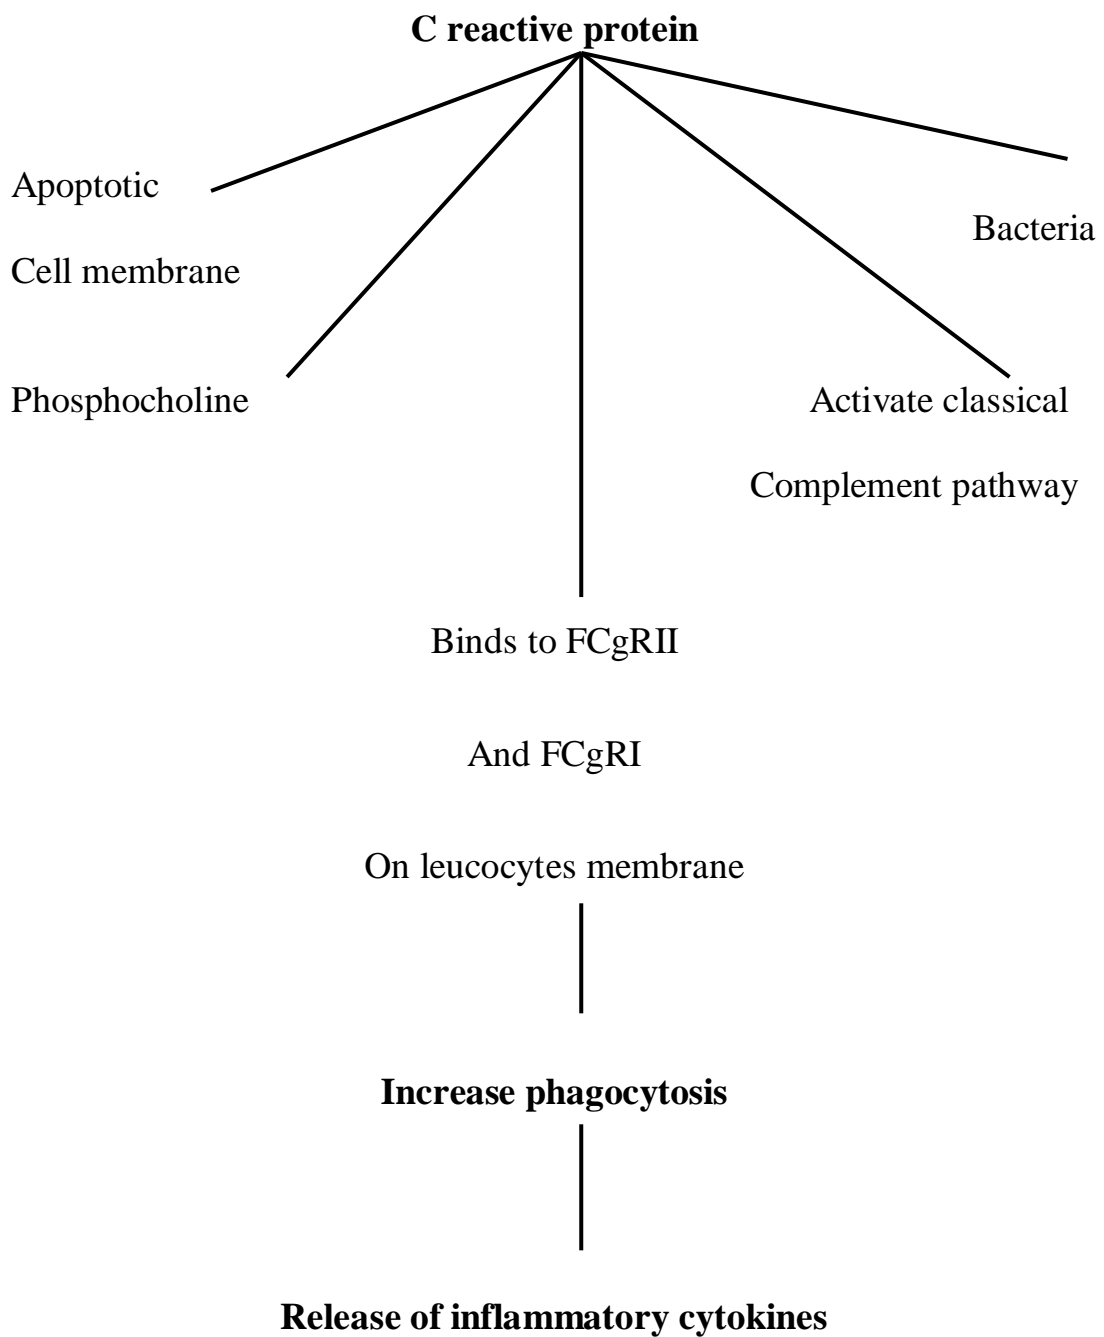 C reactive protein
Apoptotic
Cell membrane
Bacteria
Phosphocholine
Activate classical
Complement pathway
Binds to FCgRII
And FCgRI
On leucocytes membrane
Increase phagocytosis
Release of inflammatory cytokines